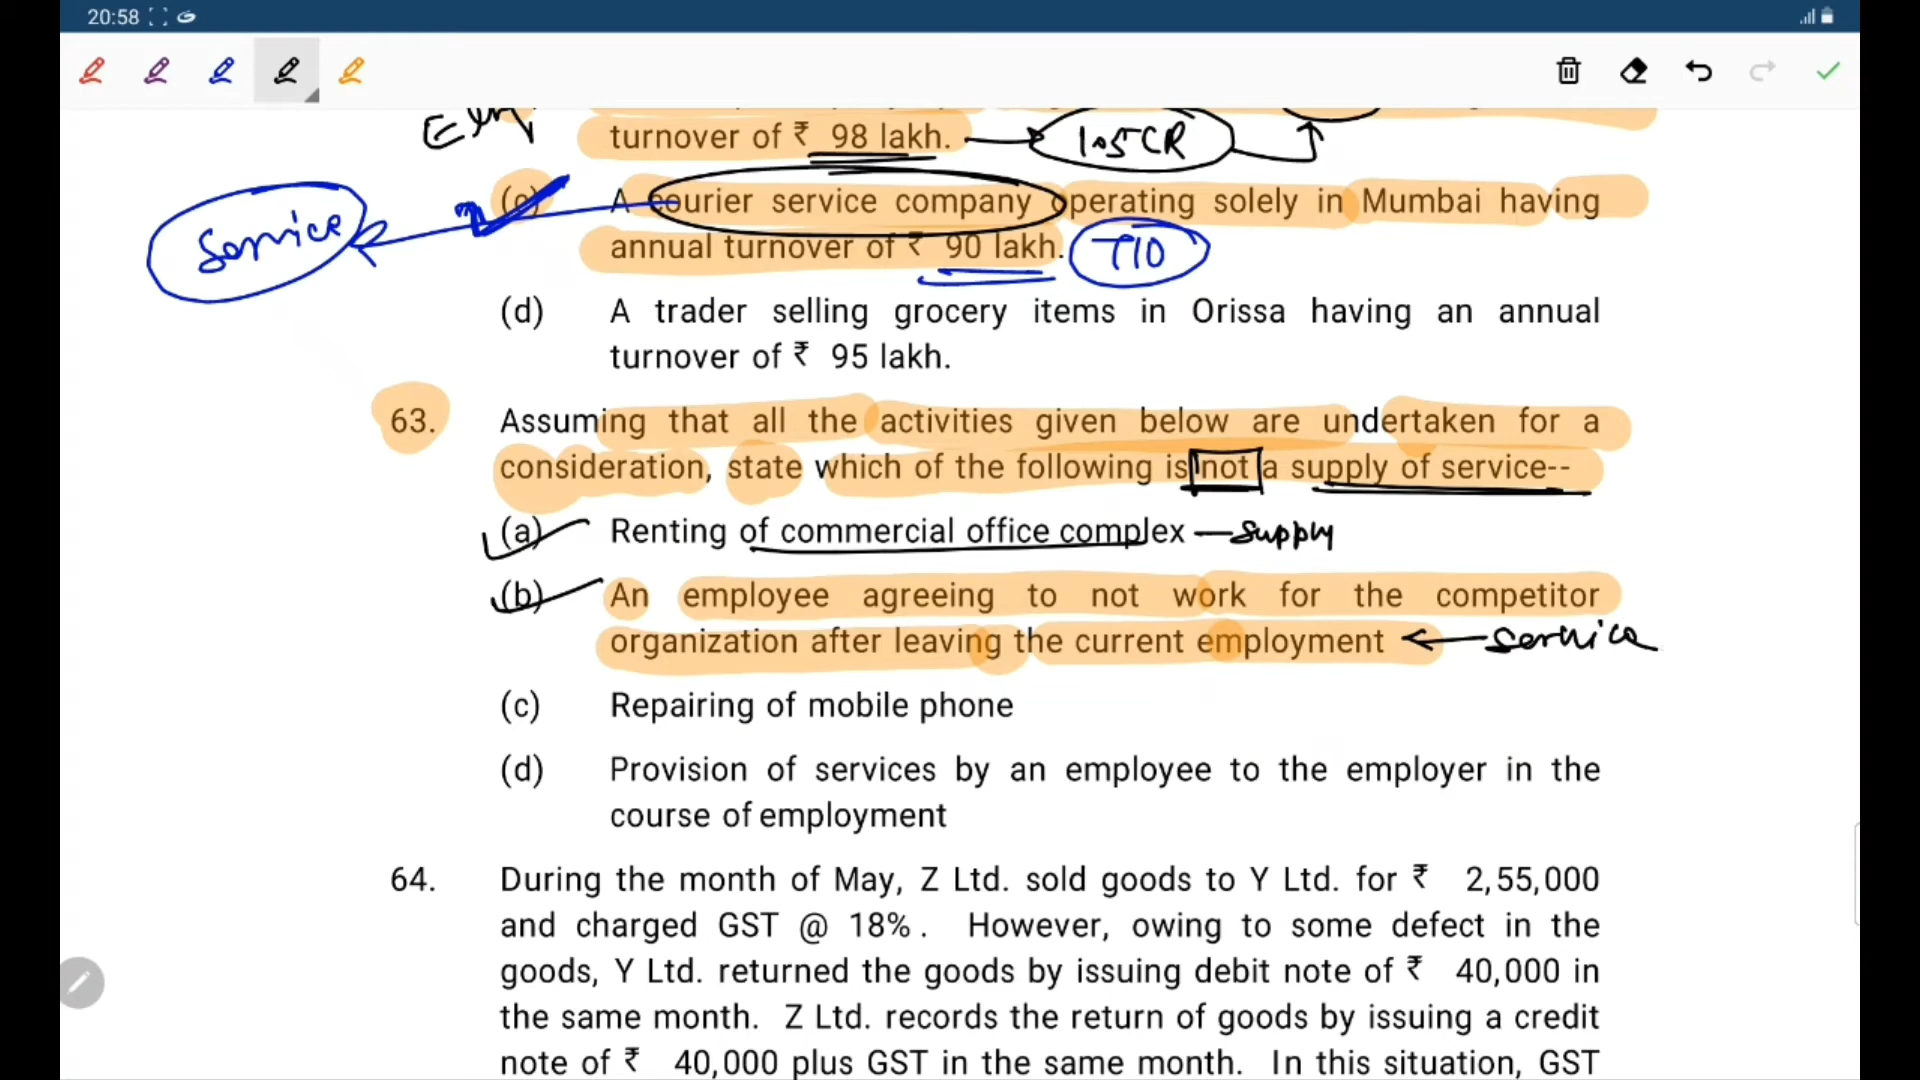 20:58
turnover of ₹ 98 lakh. 1.5 CR
(c) A courier service company operating solely in Mumbai having
Service
annual turnover of ₹ 90 lakh. T/O
(d) A trader selling grocery items in Orissa having an annual
turnover of ₹ 95 lakh.
63. Assuming that all the activities given below are undertaken for a
consideration, state which of the following is not a supply of service--
(a) Renting of commercial office complex — Supply
(b) An employee agreeing to not work for the competitor
organization after leaving the current employment ← Service
(c) Repairing of mobile phone
(d) Provision of services by an employee to the employer in the
course of employment
64. During the month of May, Z Ltd. sold goods to Y Ltd. for ₹ 2,55,000
and charged GST @ 18%. However, owing to some defect in the
goods, Y Ltd. returned the goods by issuing debit note of ₹ 40,000 in
the same month. Z Ltd. records the return of goods by issuing a credit
note of ₹ 40,000 plus GST in the same month. In this situation, GST